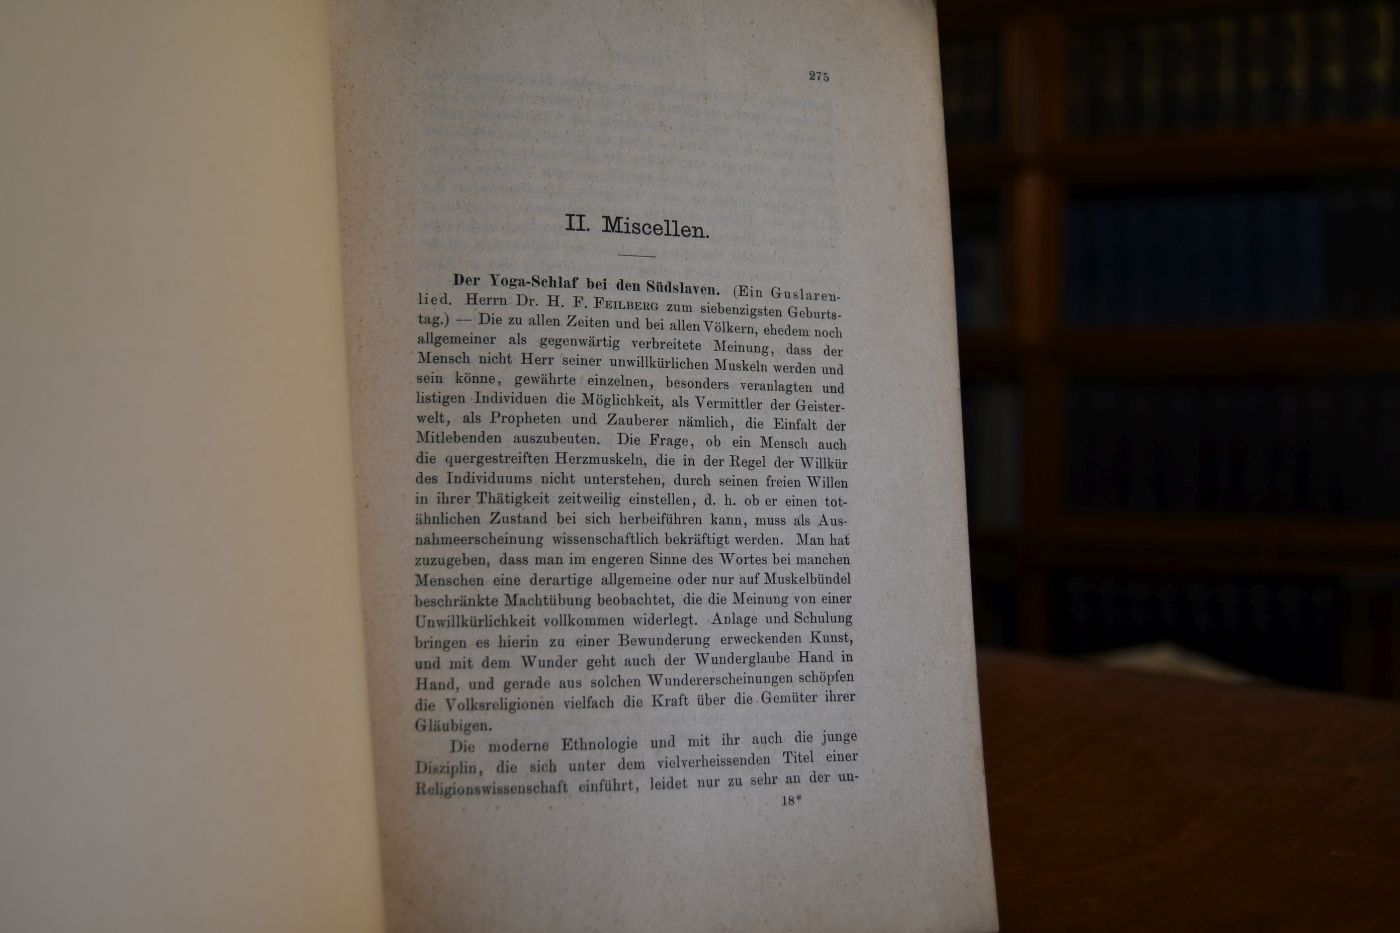 275
II. Miscellen.
Der Yoga-Schlaf bei den Südslaven. (Ein Guslaren-
lied. Herrn Dr. H. F. FEILBERG zum siebenzigsten Geburts-
tag.) — Die zu allen Zeiten und bei allen Völkern, ehedem noch
allgemeiner als gegenwärtig verbreitete Meinung, dass der
Mensch nicht Herr seiner unwillkürlichen Muskeln werden und
sein könne, gewährte einzelnen, besonders veranlagten und
listigen Individuen die Möglichkeit, als Vermittler der Geister-
welt, als Propheten und Zauberer nämlich, die Einfalt der
Mitlebenden auszubeuten. Die Frage, ob ein Mensch auch
die quergestreiften Herzmuskeln, die in der Regel der Willkür
des Individuums nicht unterstehen, durch seinen freien Willen
in ihrer Thätigkeit zeitweilig einstellen, d. h. ob er einen tot-
ähnlichen Zustand bei sich herbeiführen kann, muss als Aus-
nahmeerscheinung wissenschaftlich bekräftigt werden. Man hat
zuzugeben, dass man im engeren Sinne des Wortes bei manchen
Menschen eine derartige allgemeine oder nur auf Muskelbündel
beschränkte Machtübung beobachtet, die die Meinung von einer
Unwillkürlichkeit vollkommen widerlegt. Anlage und Schulung
bringen es hierin zu einer Bewunderung erweckenden Kunst,
und mit dem Wunder geht auch der Wunderglaube Hand in
Hand, und gerade aus solchen Wundererscheinungen schöpfen
die Volksreligionen vielfach die Kraft über die Gemüter ihrer
Gläubigen.
Die moderne Ethnologie und mit ihr auch die junge
Disziplin, die sich unter dem vielverheissenden Titel einer
Religionswissenschaft einführt, leidet nur zu sehr an der un-
18*